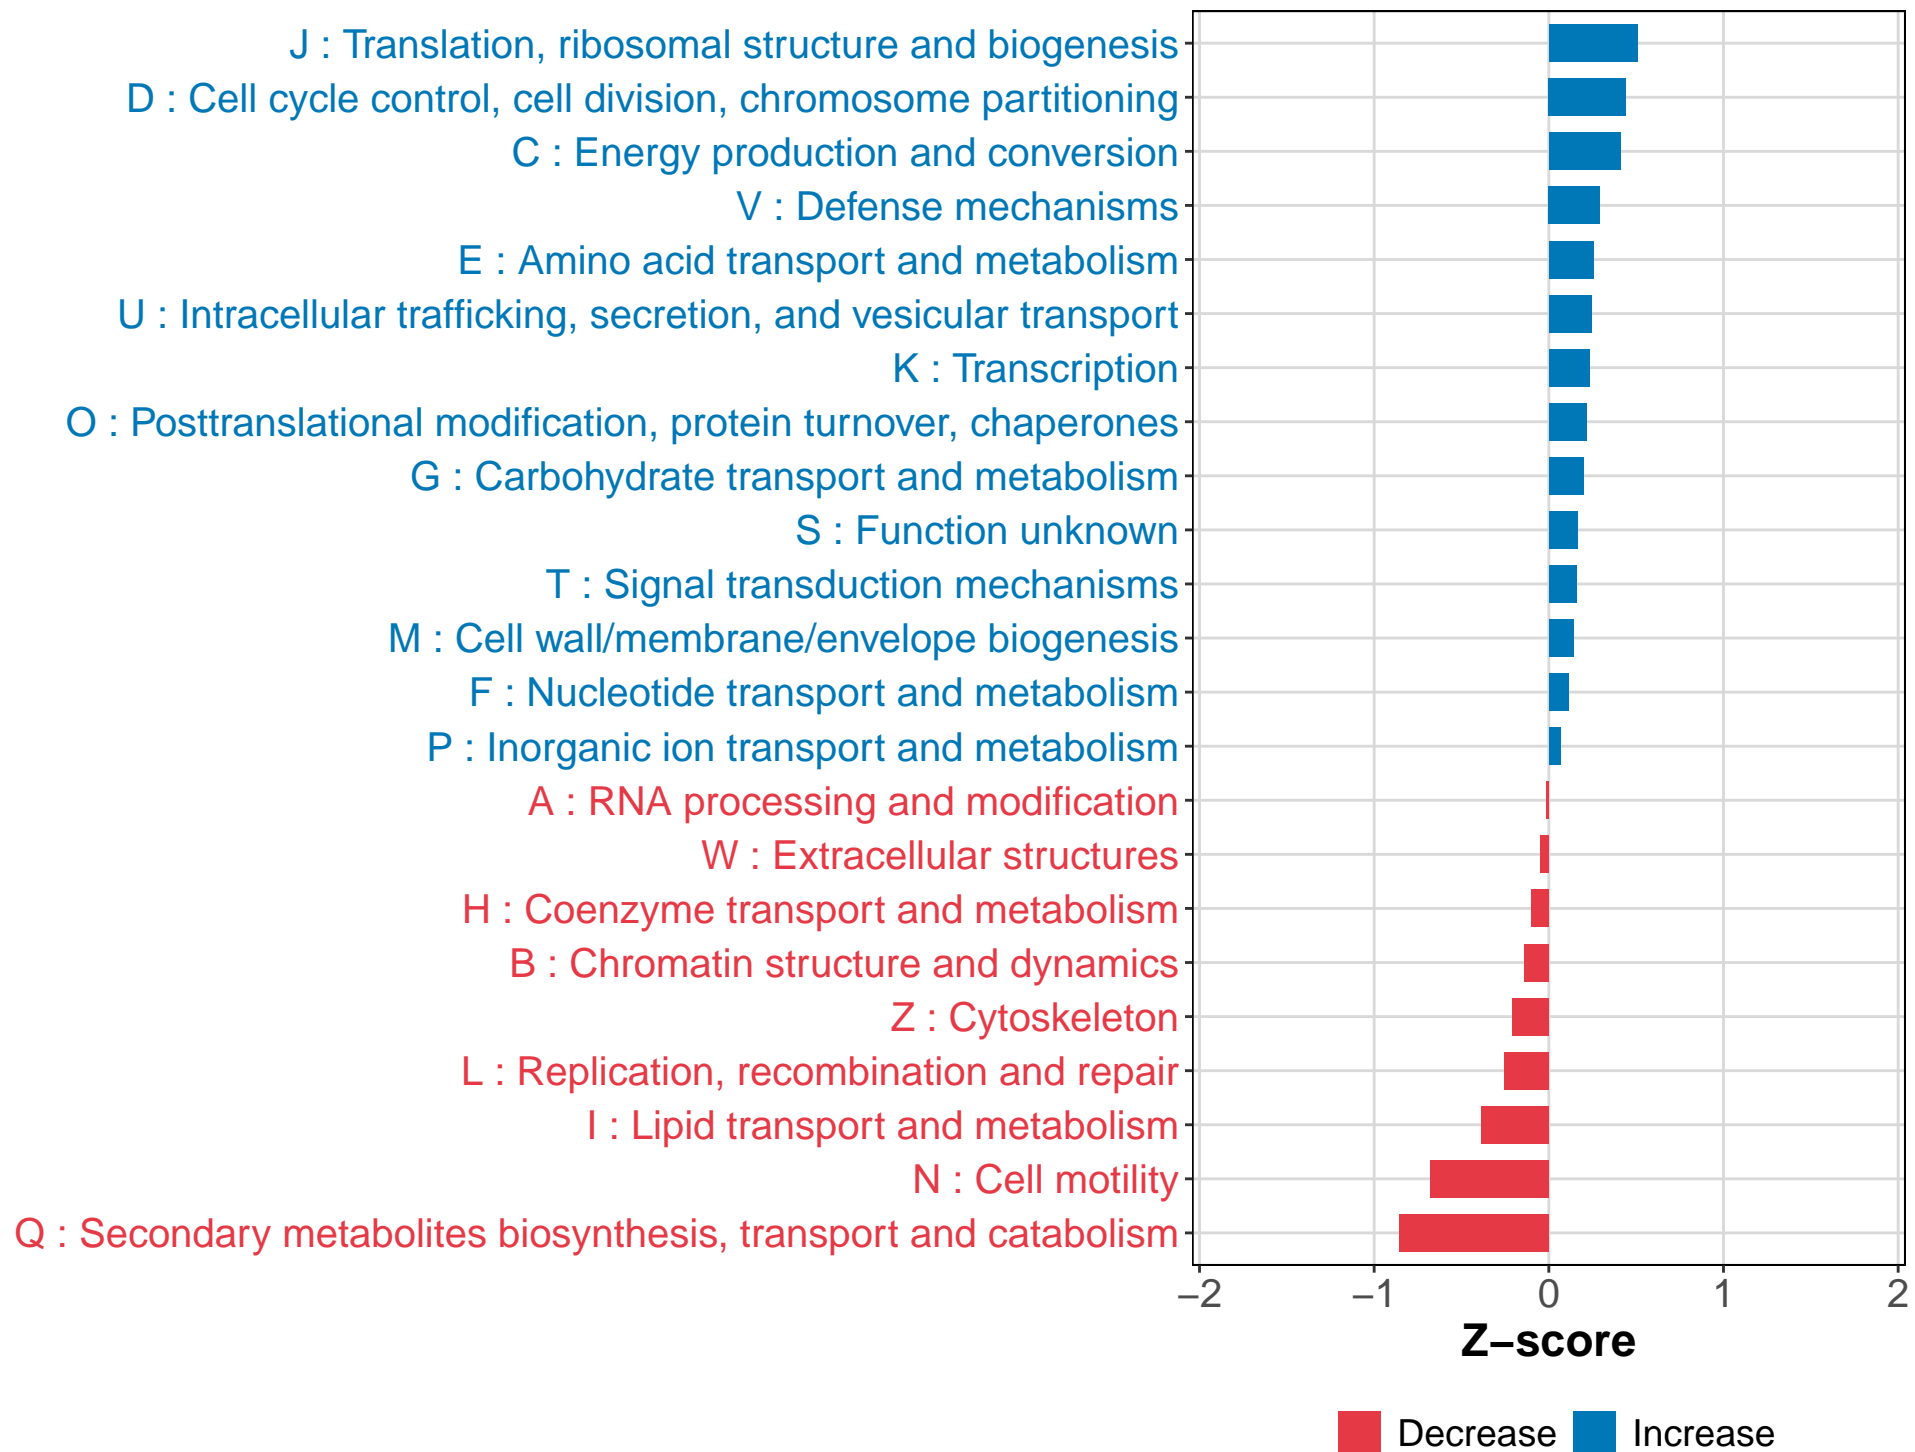 J : Translation, ribosomal structure and biogenesis
D : Cell cycle control, cell division, chromosome partitioning
C : Energy production and conversion
V : Defense mechanisms
E : Amino acid transport and metabolism
U : Intracellular trafficking, secretion, and vesicular transport
K : Transcription
O : Posttranslational modification, protein turnover, chaperones
G : Carbohydrate transport and metabolism
S : Function unknown
T : Signal transduction mechanisms
M : Cell wall/membrane/envelope biogenesis
F : Nucleotide transport and metabolism
P : Inorganic ion transport and metabolism
A : RNA processing and modification
W : Extracellular structures
H : Coenzyme transport and metabolism
B : Chromatin structure and dynamics
Z : Cytoskeleton
L : Replication, recombination and repair
I : Lipid transport and metabolism
N : Cell motility
Q : Secondary metabolites biosynthesis, transport and catabolism
−2 −1 0 1 2
Z−score
Decrease Increase